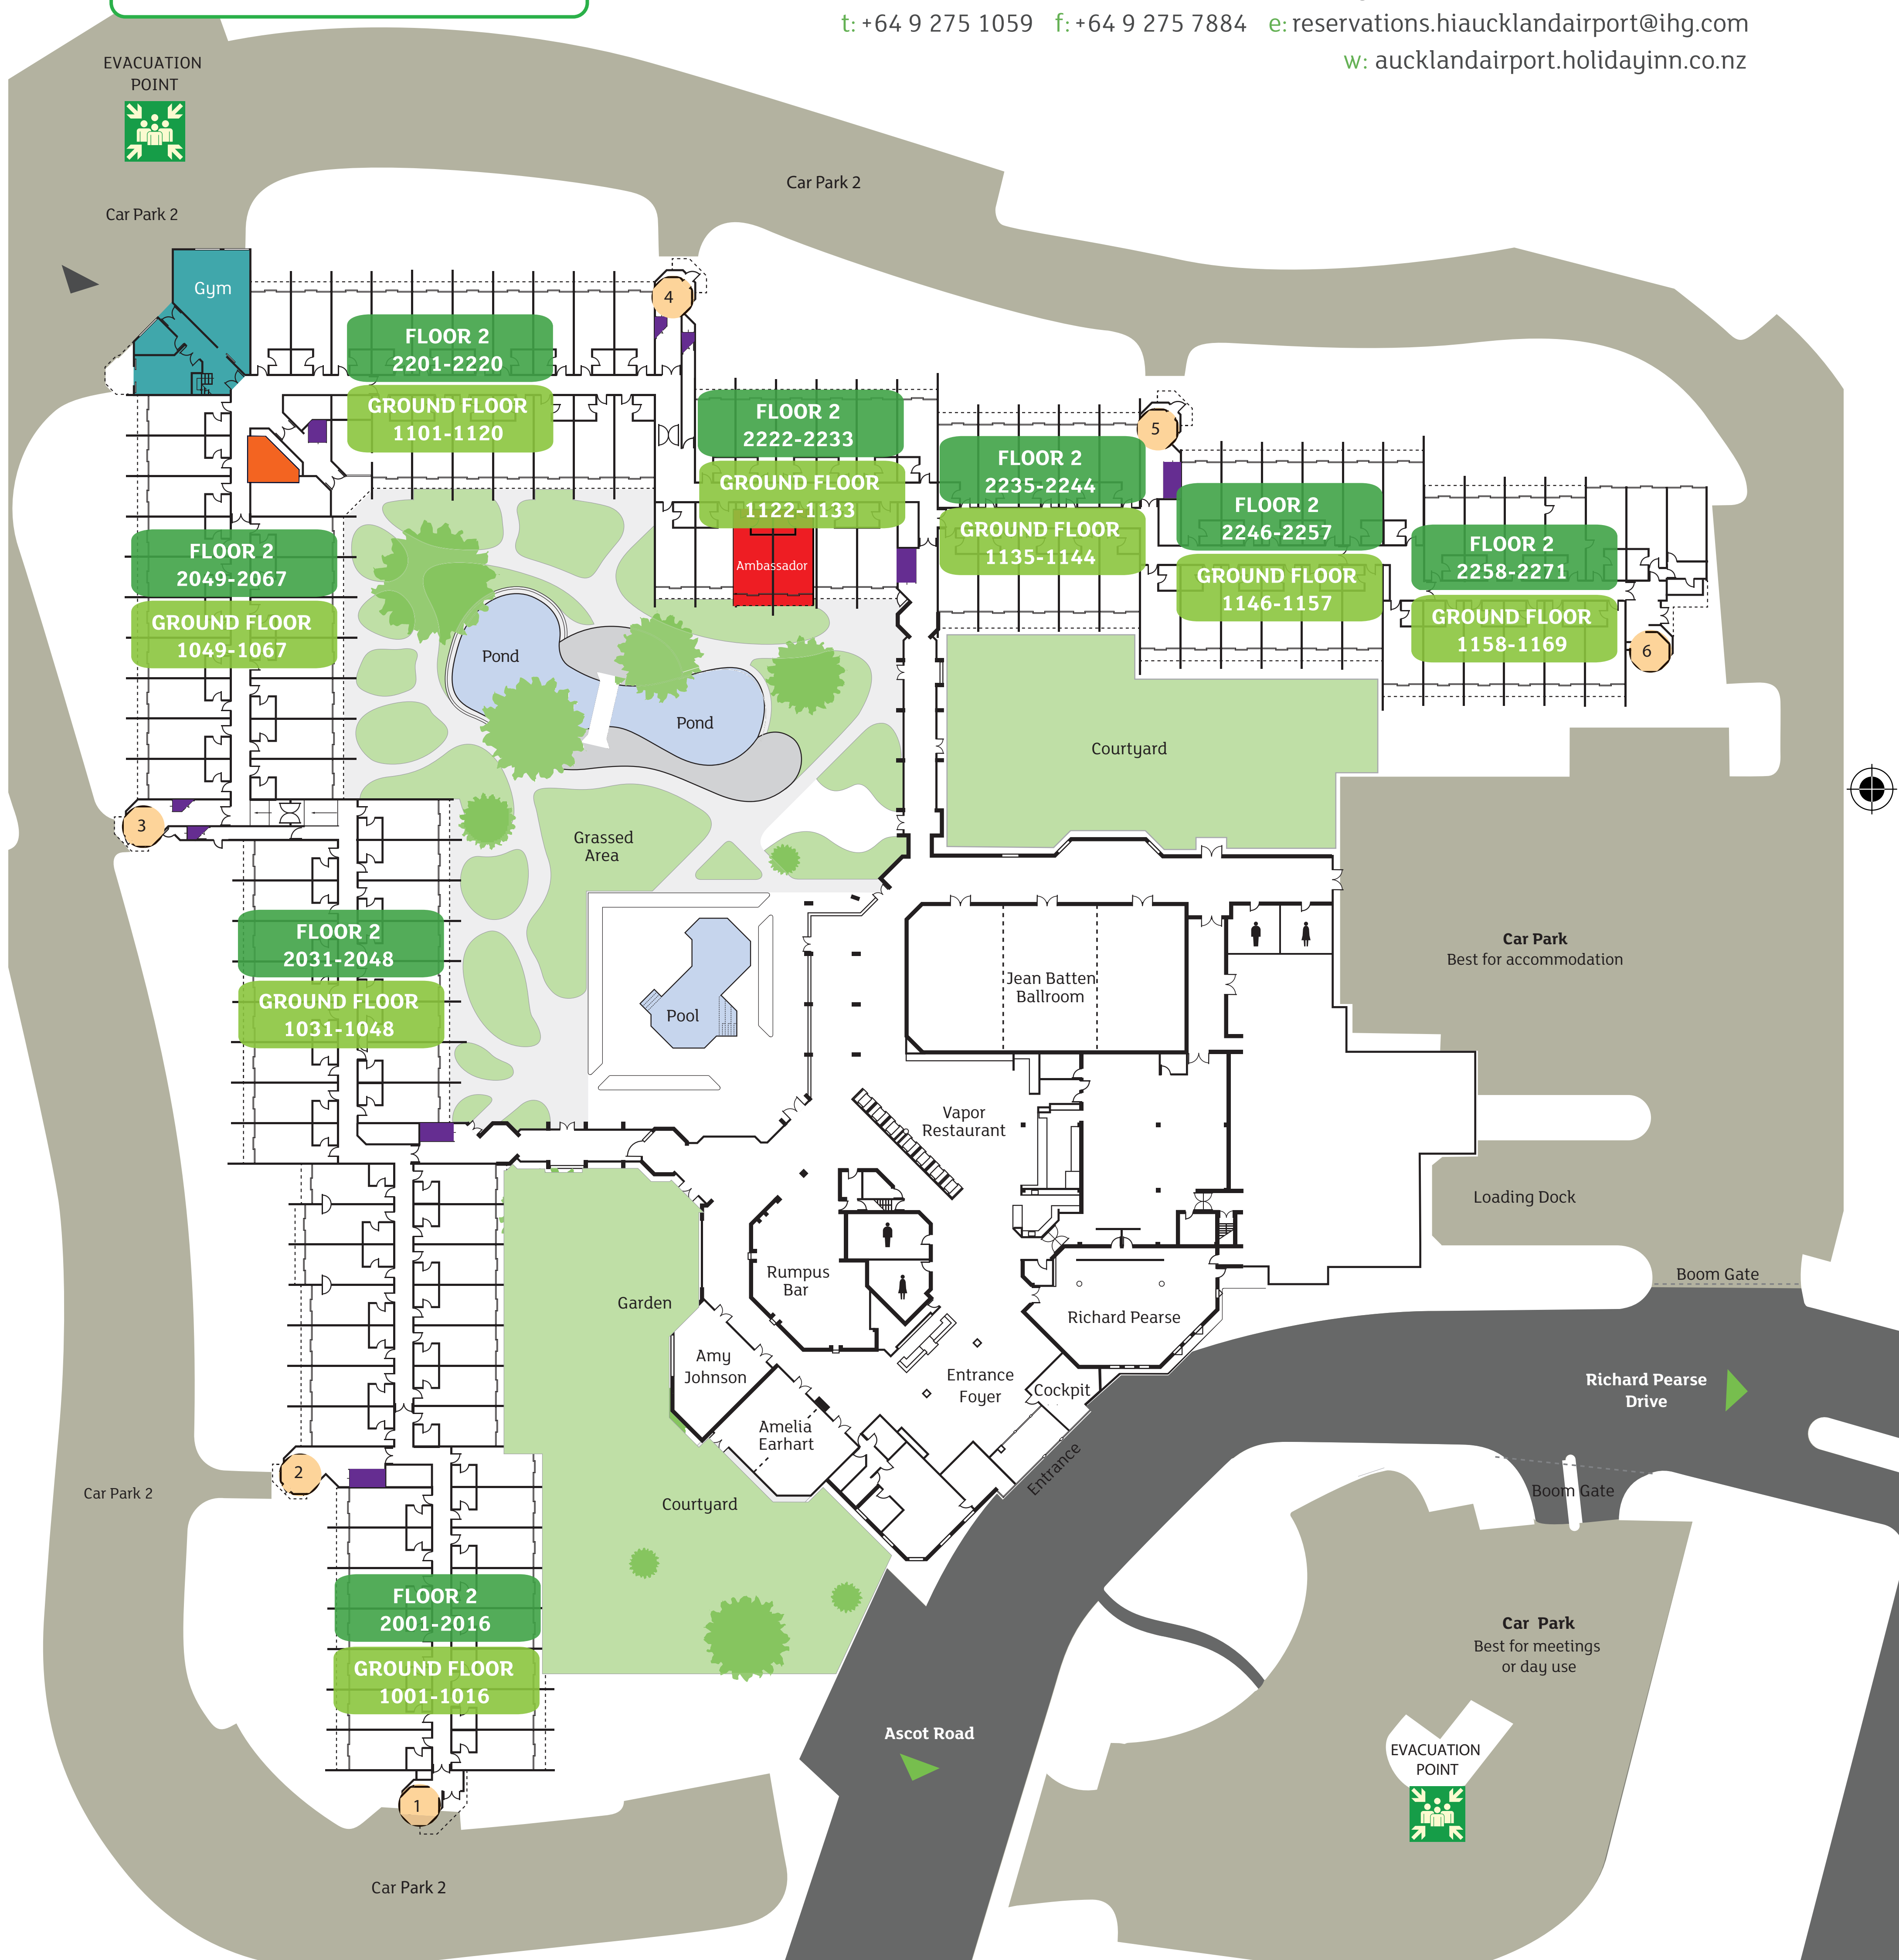 t: +64 9 275 1059 f: +64 9 275 7884 e: reservations.hiaucklandairport@ihg.com
w: aucklandairport.holidayinn.co.nz
EVACUATION
POINT
Car Park 2
Car Park 2
Gym
4
FLOOR 2
2201-2220
GROUND FLOOR
1101-1120
FLOOR 2
2222-2233
GROUND FLOOR
1122-1133
Ambassador
5
FLOOR 2
2235-2244
GROUND FLOOR
1135-1144
FLOOR 2
2246-2257
GROUND FLOOR
1146-1157
FLOOR 2
2258-2271
GROUND FLOOR
1158-1169
6
FLOOR 2
2049-2067
GROUND FLOOR
1049-1067
Pond
Pond
Courtyard
3
Grassed
Area
FLOOR 2
2031-2048
GROUND FLOOR
1031-1048
Pool
Jean Batten
Ballroom
Car Park
Best for accommodation
Vapor
Restaurant
Loading Dock
Boom Gate
Garden
Rumpus
Bar
Richard Pearse
Amy
Johnson
Entrance
Foyer
Cockpit
Richard Pearse
Drive
Amelia
Earhart
Entrance
2
Car Park 2
Courtyard
Boom Gate
FLOOR 2
2001-2016
GROUND FLOOR
1001-1016
Car Park
Best for meetings
or day use
Ascot Road
EVACUATION
POINT
1
Car Park 2